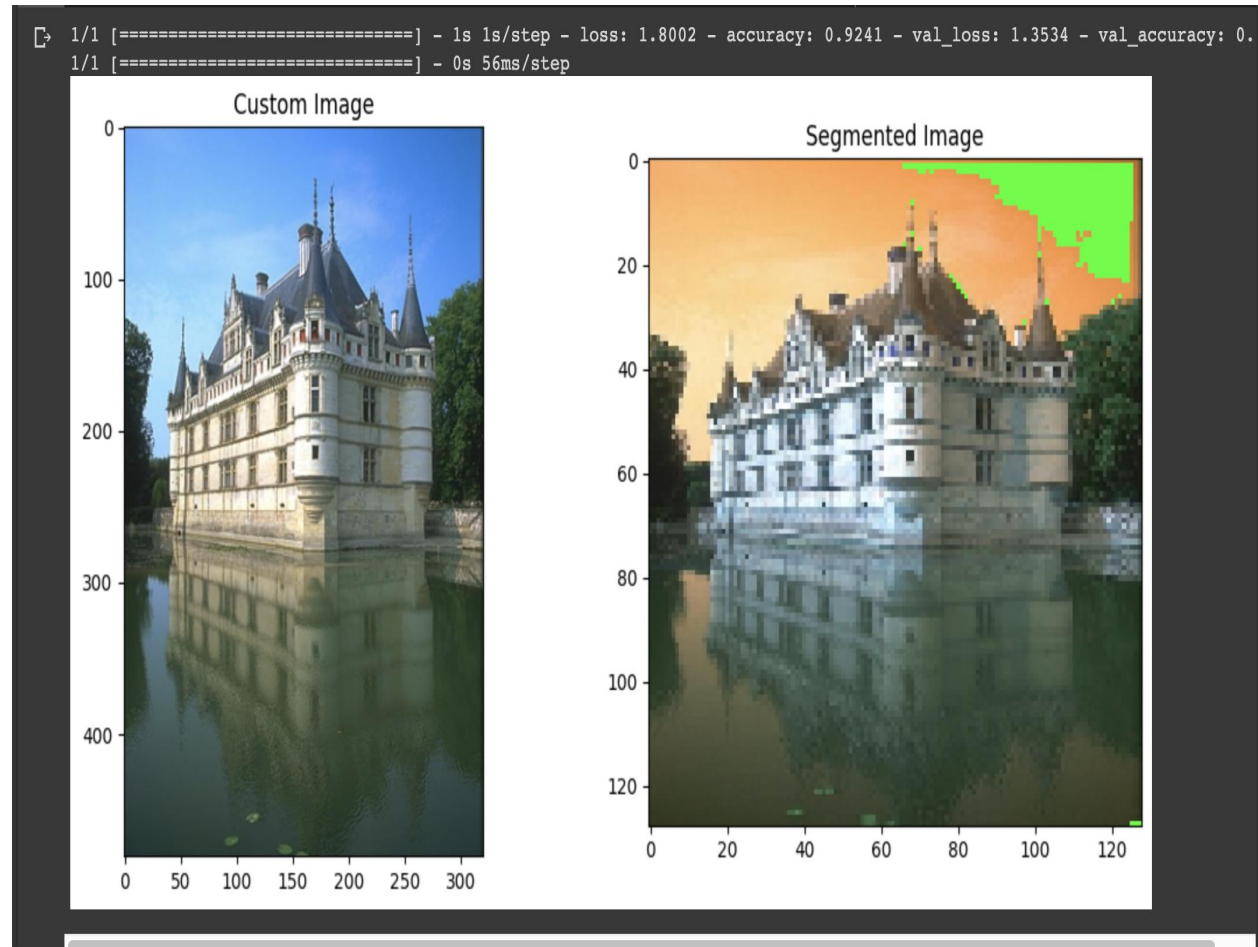 1/1 [==============================] - 1s 1s/step - loss: 1.8002 - accuracy: 0.9241 - val_loss: 1.3534 - val_accuracy: 0.
1/1 [==============================] - 0s 56ms/step
Custom Image
Segmented Image
0
100
200
300
400
0 50 100 150 200 250 300
0
20
40
60
80
100
120
0 20 40 60 80 100 120